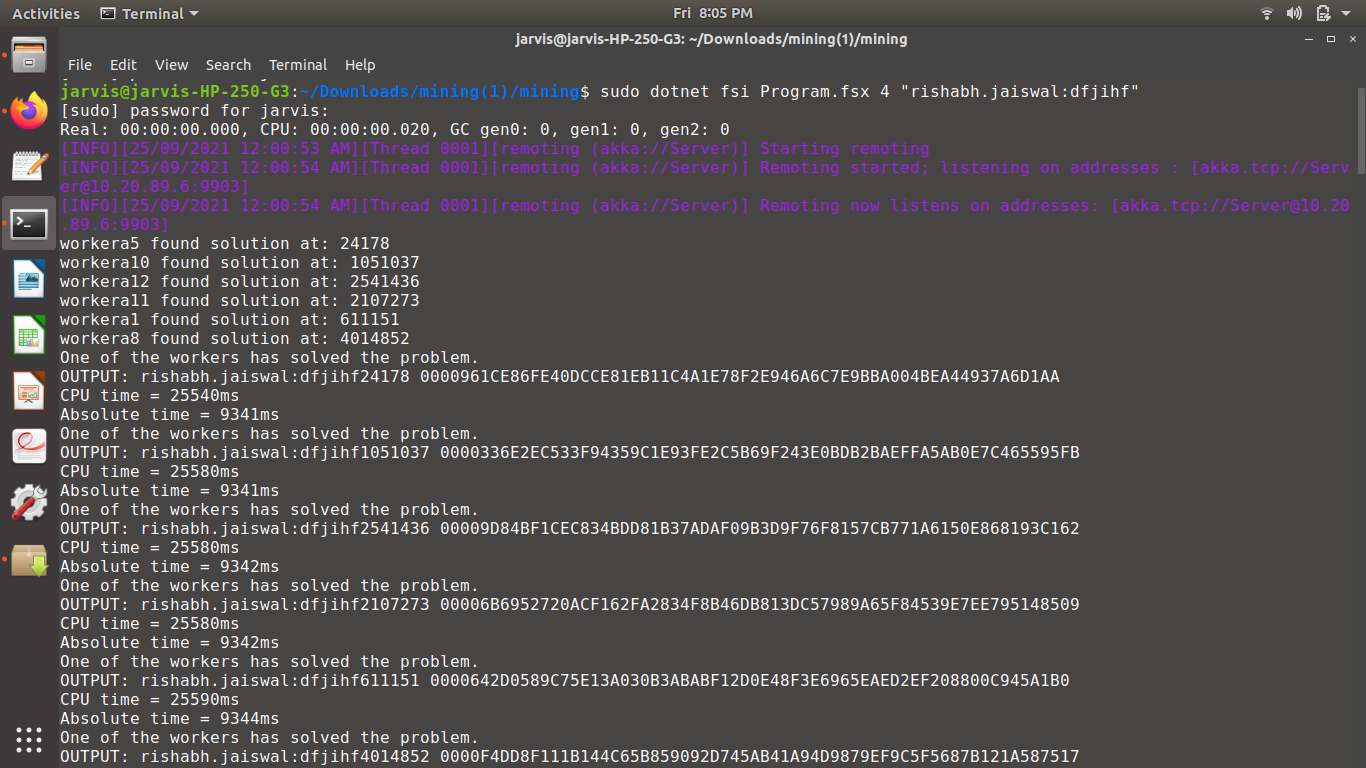 Activities Terminal Fri 8:05 PM
jarvis@jarvis-HP-250-G3: ~/Downloads/mining(1)/mining
File Edit View Search Terminal Help
jarvis@jarvis-HP-250-G3:~/Downloads/mining(1)/mining$ sudo dotnet fsi Program.fsx 4 "rishabh.jaiswal:dfjihf"
[sudo] password for jarvis:
Real: 00:00:00.000, CPU: 00:00:00.020, GC gen0: 0, gen1: 0, gen2: 0
[INFO][25/09/2021 12:00:53 AM][Thread 0001][remoting (akka://Server)] Starting remoting
[INFO][25/09/2021 12:00:54 AM][Thread 0001][remoting (akka://Server)] Remoting started; listening on addresses : [akka.tcp://Serv
er@10.20.89.6:9903]
[INFO][25/09/2021 12:00:54 AM][Thread 0001][remoting (akka://Server)] Remoting now listens on addresses: [akka.tcp://Server@10.20
.89.6:9903]
workera5 found solution at: 24178
workera10 found solution at: 1051037
workera12 found solution at: 2541436
workera11 found solution at: 2107273
workera1 found solution at: 611151
workera8 found solution at: 4014852
One of the workers has solved the problem.
OUTPUT: rishabh.jaiswal:dfjihf24178 0000961CE86FE40DCCE81EB11C4A1E78F2E946A6C7E9BBA004BEA44937A6D1AA
CPU time = 25540ms
Absolute time = 9341ms
One of the workers has solved the problem.
OUTPUT: rishabh.jaiswal:dfjihf1051037 0000336E2EC533F94359C1E93FE2C5B69F243E0BDB2BAEFFA5AB0E7C465595FB
CPU time = 25580ms
Absolute time = 9341ms
One of the workers has solved the problem.
OUTPUT: rishabh.jaiswal:dfjihf2541436 00009D84BF1CEC834BDD81B37ADAF09B3D9F76F8157CB771A6150E868193C162
CPU time = 25580ms
Absolute time = 9342ms
One of the workers has solved the problem.
OUTPUT: rishabh.jaiswal:dfjihf2107273 00006B6952720ACF162FA2834F8B46DB813DC57989A65F84539E7EE795148509
CPU time = 25580ms
Absolute time = 9342ms
One of the workers has solved the problem.
OUTPUT: rishabh.jaiswal:dfjihf611151 0000642D0589C75E13A030B3ABABF12D0E48F3E6965EAED2EF208800C945A1B0
CPU time = 25590ms
Absolute time = 9344ms
One of the workers has solved the problem.
OUTPUT: rishabh.jaiswal:dfjihf4014852 0000F4DD8F111B144C65B859092D745AB41A94D9879EF9C5F5687B121A587517